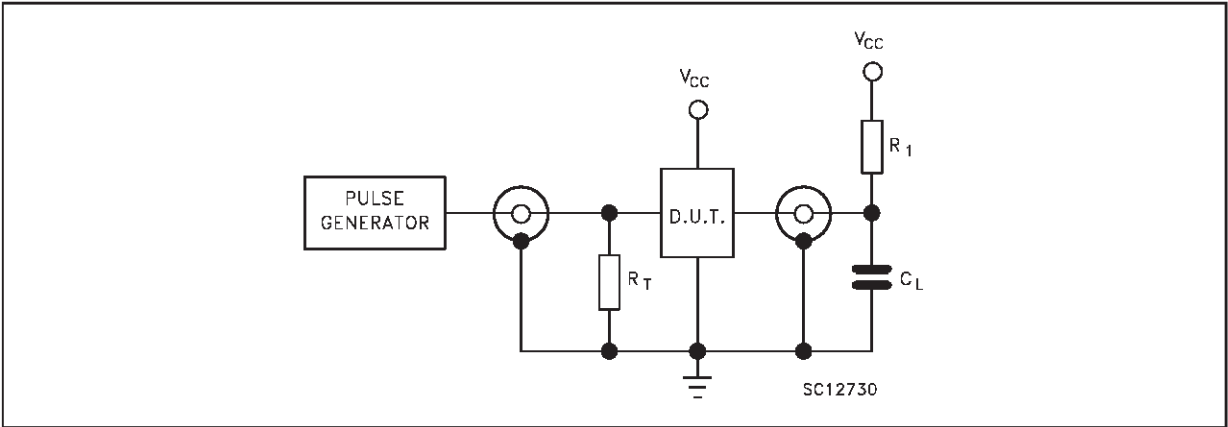 VCC
VCC
R1
PULSE
GENERATOR
D.U.T.
RT
CL
SC12730